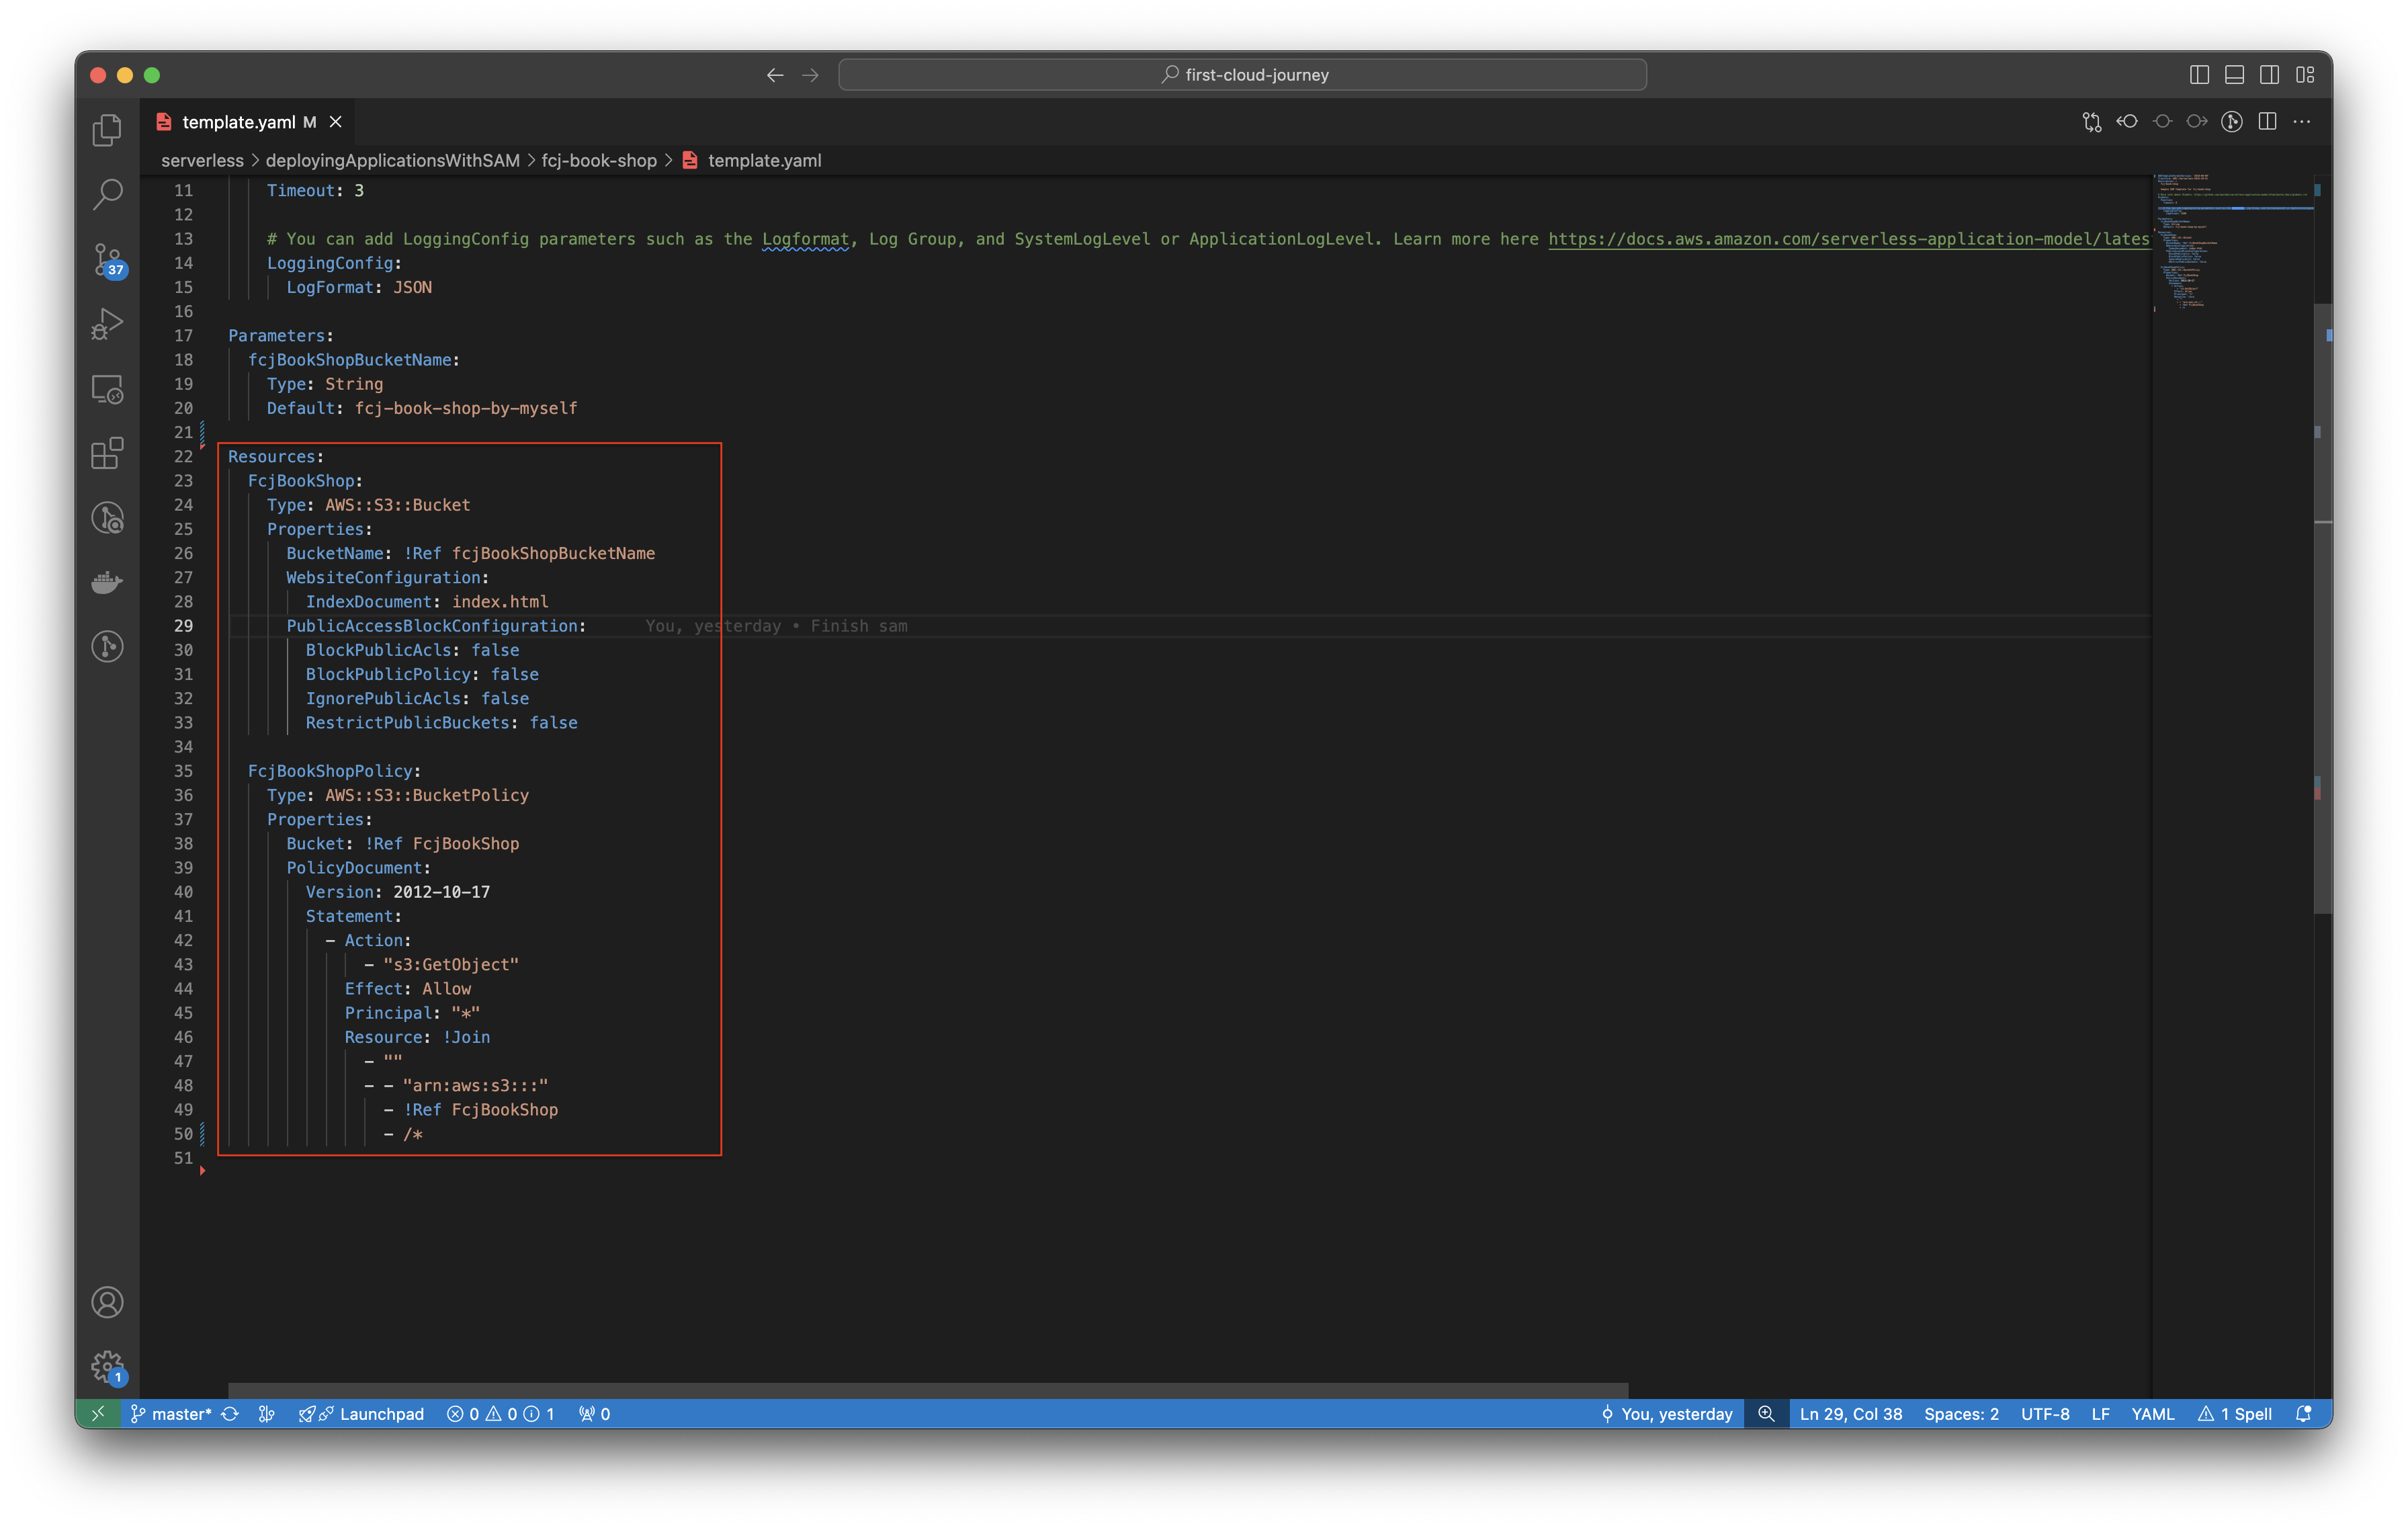 first-cloud-journey
template.yaml M
serverless > deployingApplicationsWithSAM > fcj-book-shop > template.yaml
11 Timeout: 3
12
13 # You can add LoggingConfig parameters such as the Logformat, Log Group, and SystemLogLevel or ApplicationLogLevel. Learn more here https://docs.aws.amazon.com/serverless-application-model/lates
14 LoggingConfig:
15 LogFormat: JSON
16
17 Parameters:
18 fcjBookShopBucketName:
19 Type: String
20 Default: fcj-book-shop-by-myself
21
22 Resources:
23 FcjBookShop:
24 Type: AWS::S3::Bucket
25 Properties:
26 BucketName: !Ref fcjBookShopBucketName
27 WebsiteConfiguration:
28 IndexDocument: index.html
29 PublicAccessBlockConfiguration: You, yesterday • Finish sam
30 BlockPublicAcls: false
31 BlockPublicPolicy: false
32 IgnorePublicAcls: false
33 RestrictPublicBuckets: false
34
35 FcjBookShopPolicy:
36 Type: AWS::S3::BucketPolicy
37 Properties:
38 Bucket: !Ref FcjBookShop
39 PolicyDocument:
40 Version: 2012-10-17
41 Statement:
42 - Action:
43 - "s3:GetObject"
44 Effect: Allow
45 Principal: "*"
46 Resource: !Join
47 - ""
48 - - "arn:aws:s3:::"
49 - !Ref FcjBookShop
50 - /*
51
37
1
master* Launchpad 0 0 1 0 You, yesterday Ln 29, Col 38 Spaces: 2 UTF-8 LF YAML 1 Spell